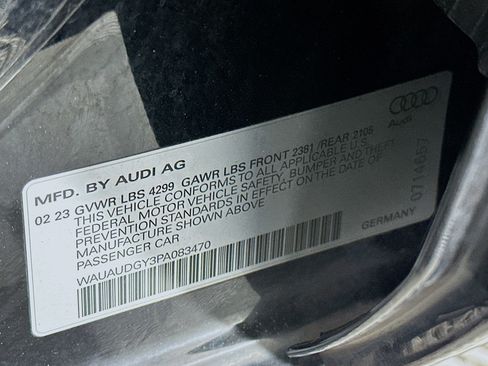 MFD. BY AUDI AG
02 23 GVWR LBS 4299 GAWR LBS FRONT 2381 /REAR 2105
THIS VEHICLE CONFORMS TO ALL APPLICABLE U.S.
FEDERAL MOTOR VEHICLE SAFETY, BUMPER AND THEFT
PREVENTION STANDARDS IN EFFECT ON THE DATE OF
MANUFACTURE SHOWN ABOVE
PASSENGER CAR
WAUAUDGY3PA083470
Audi
0714667
GERMANY